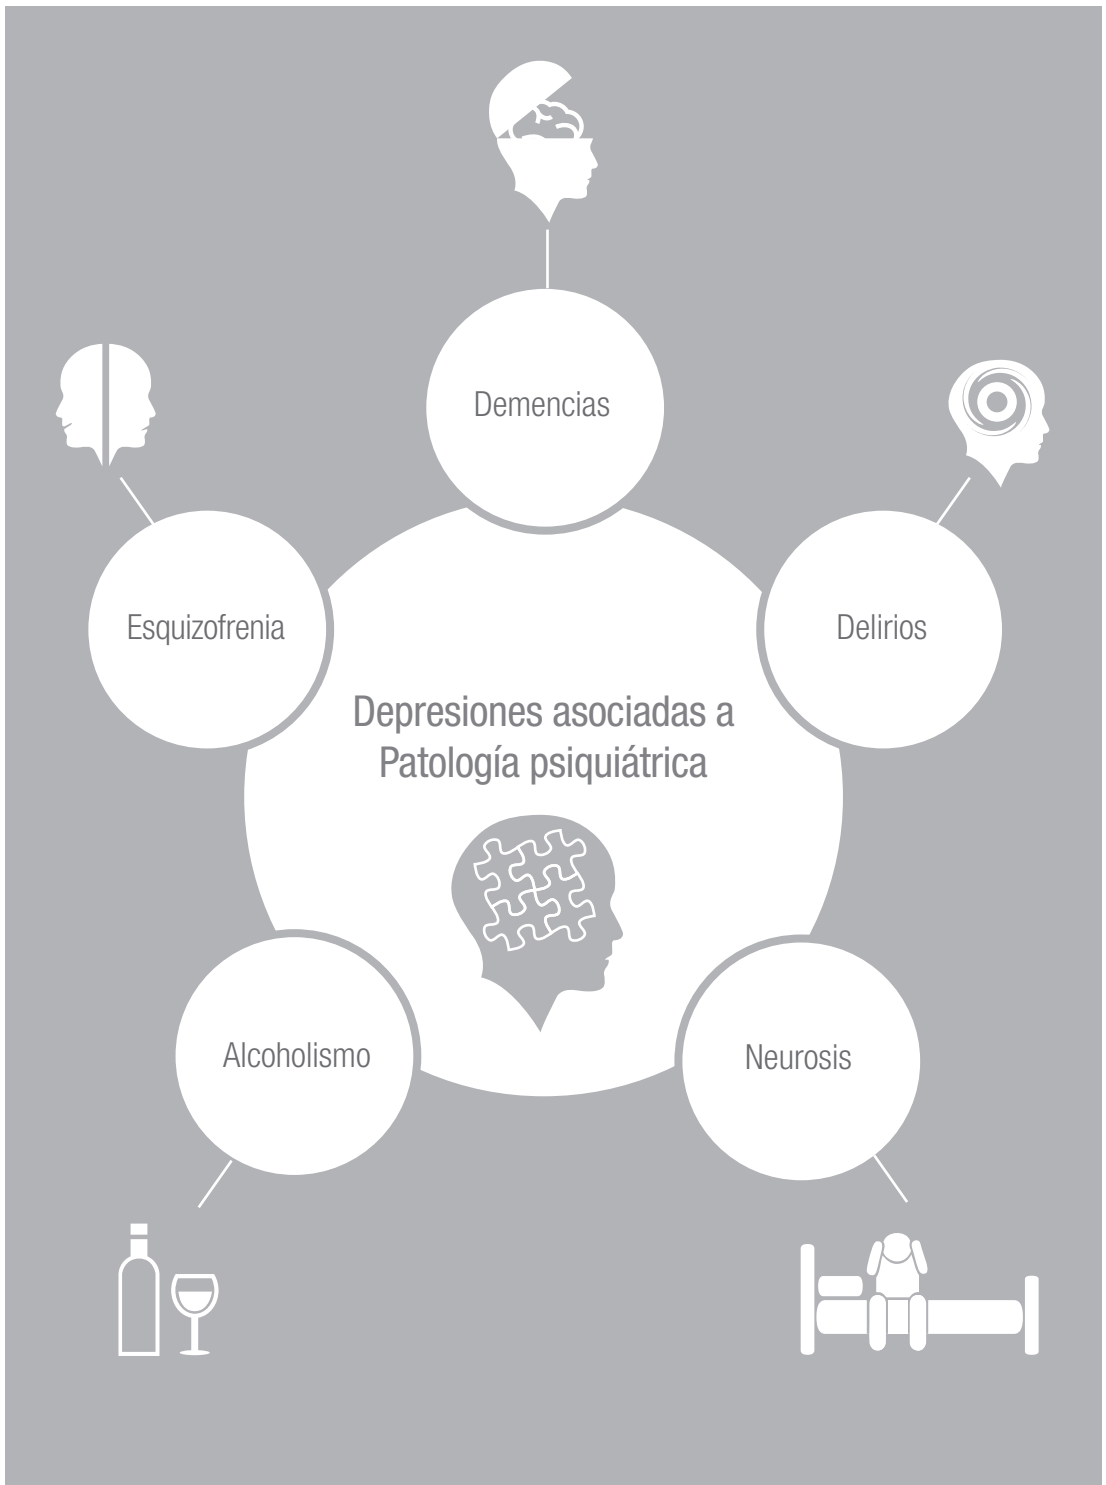 Demencias
Esquizofrenia
Delirios
Depresiones asociadas a
Patología psiquiátrica
Alcoholismo
Neurosis